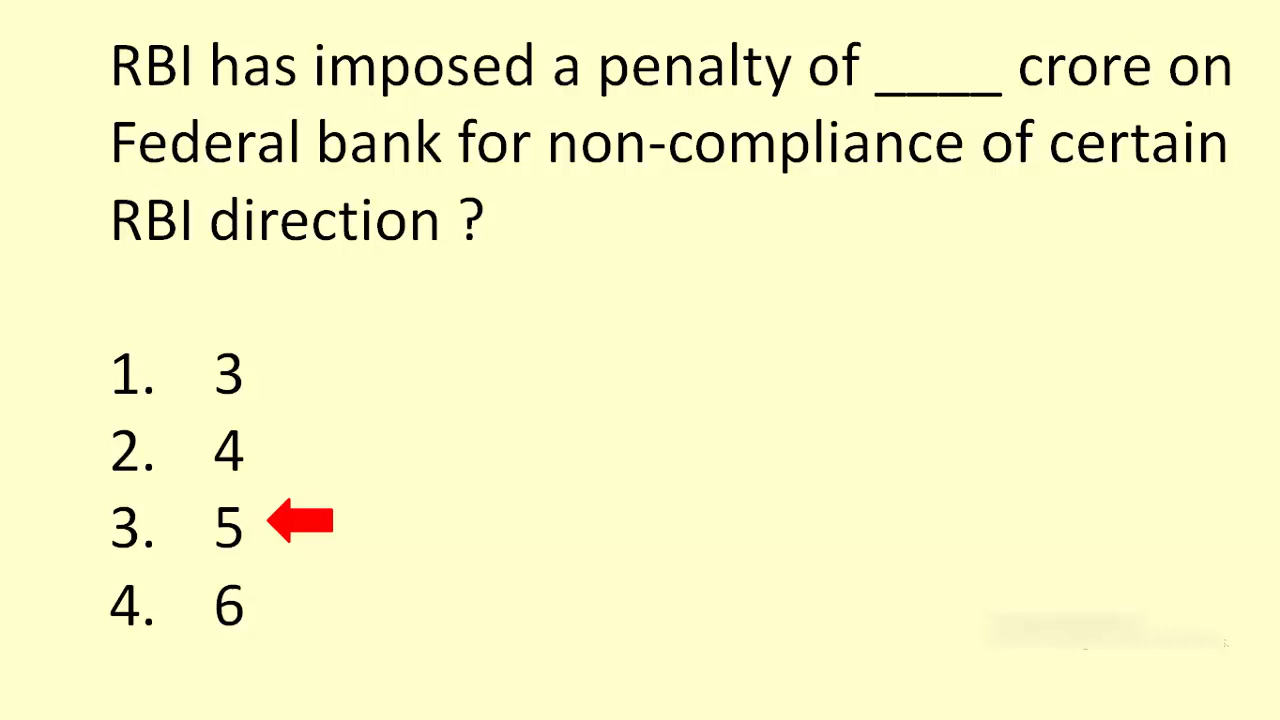 RBI has imposed a penalty of ____ crore on
Federal bank for non-compliance of certain
RBI direction ?
1. 3
2. 4
3. 5
4. 6